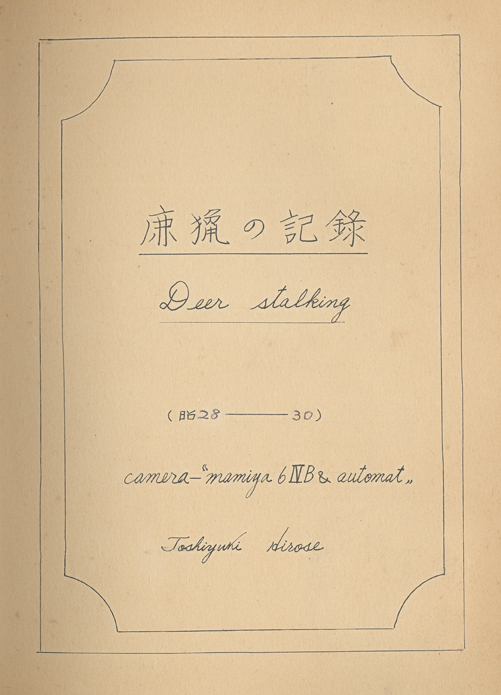 鹿猟の記録
Deer stalking
(昭28 ——— 30)
camera-"mamiya 6 IVB & automat„
Toshiyuki Hirose